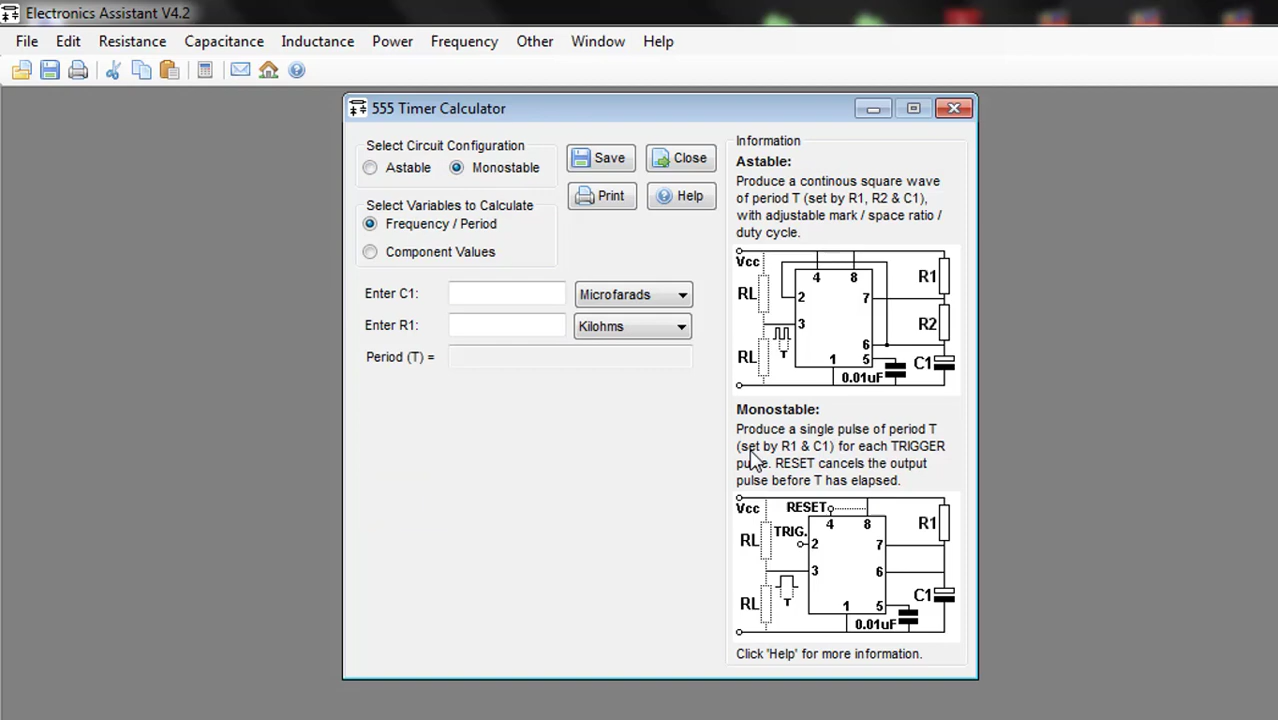 Electronics Assistant V4.2
File Edit Resistance Capacitance Inductance Power Frequency Other Window Help
555 Timer Calculator
Select Circuit Configuration
Astable Monostable
Save Close
Print Help
Select Variables to Calculate
Frequency / Period
Component Values
Enter C1: Microfarads
Enter R1: Kilohms
Period (T) =
Information
Astable:
Produce a continous square wave
of period T (set by R1, R2 & C1),
with adjustable mark / space ratio /
duty cycle.
Vcc
4 8
RL
2 7
R1
3
R2
T
6
RL
1 5
C1
0.01uF
Monostable:
Produce a single pulse of period T
(set by R1 & C1) for each TRIGGER
RESET cancels the output
pulse before T has elapsed.
Vcc
RESET
4 8
R1
TRIG.
RL
2 7
3 6
T
RL
1 5
C1
0.01uF
Click 'Help' for more information.